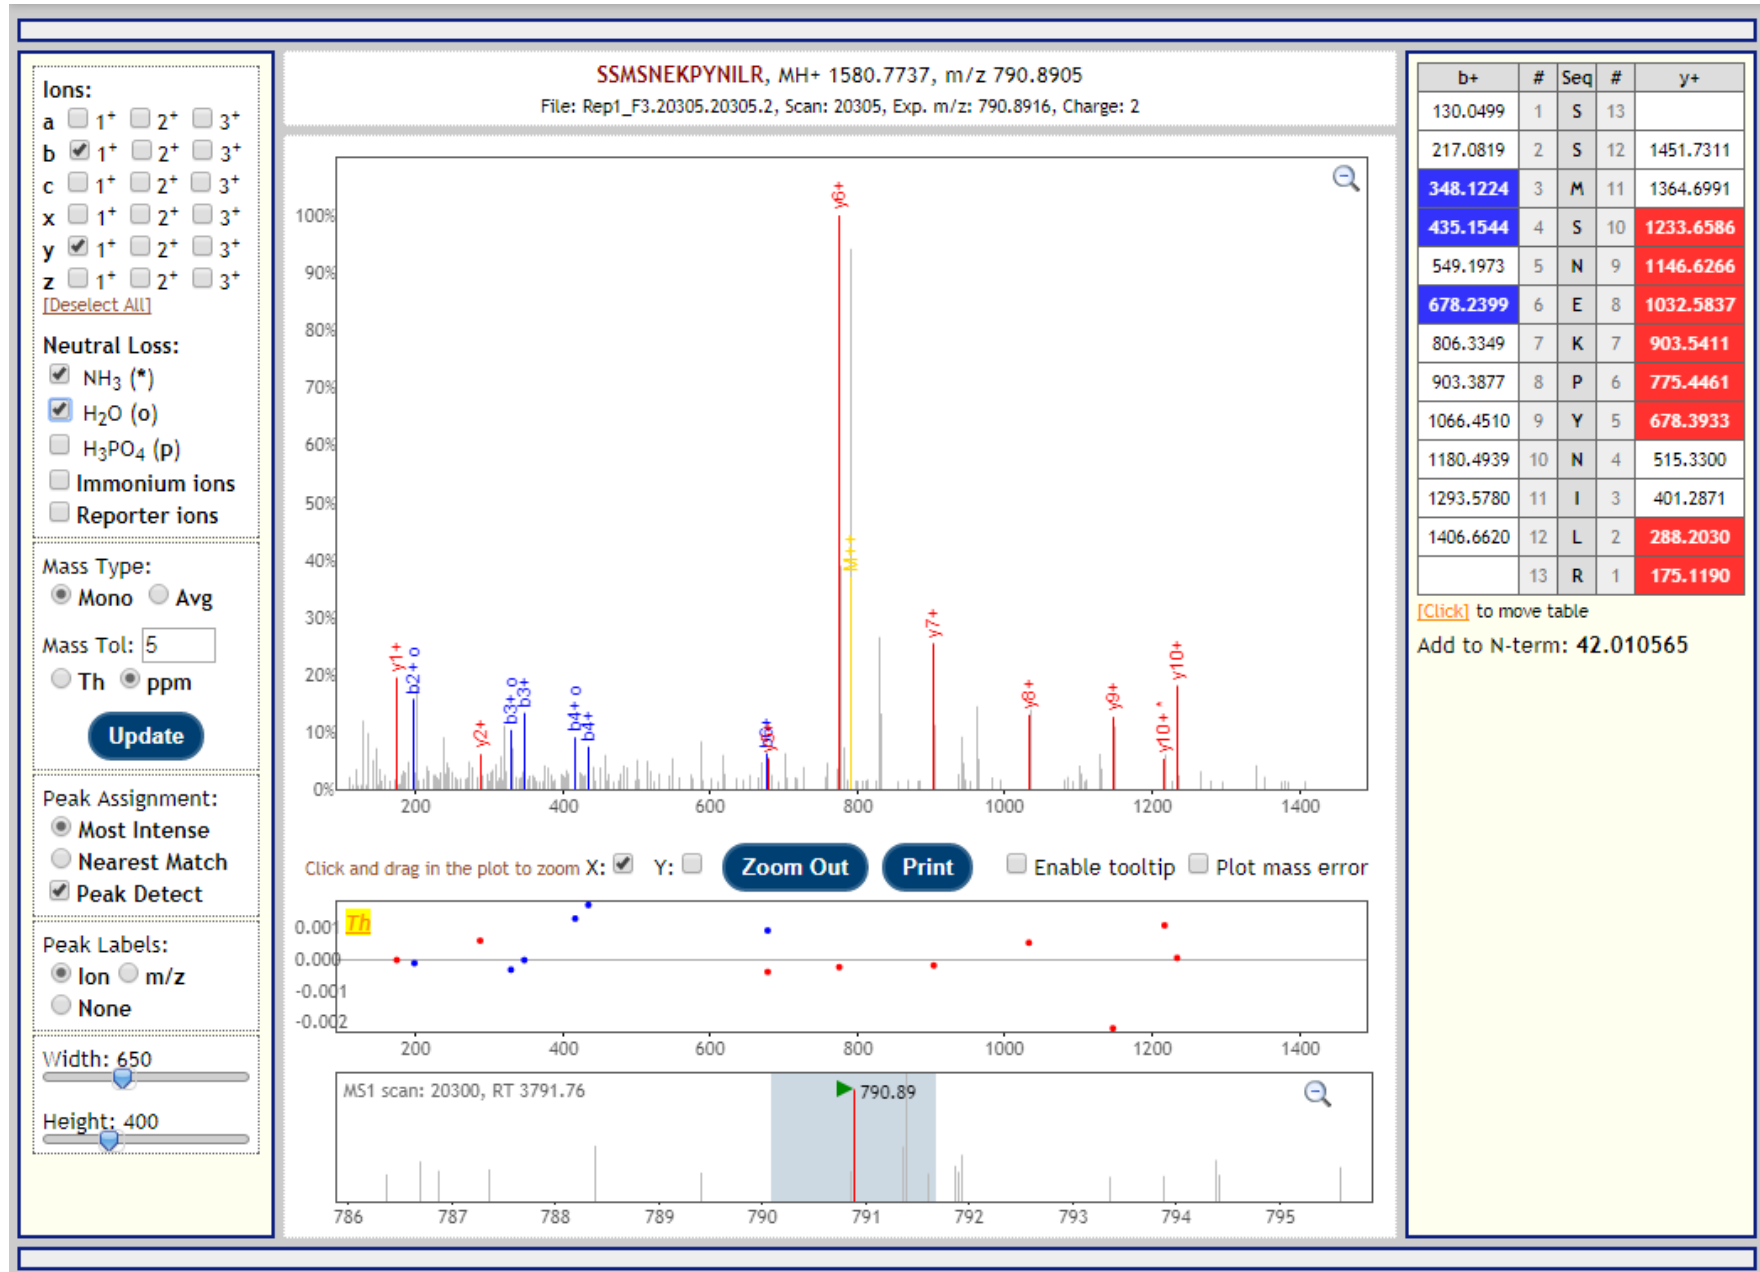 Ions:
a 1+ 2+ 3+
b 1+ 2+ 3+
c 1+ 2+ 3+
x 1+ 2+ 3+
y 1+ 2+ 3+
z 1+ 2+ 3+
[Deselect All]
Neutral Loss:
NH3 (*)
H2O (o)
H3PO4 (p)
Immonium ions
Reporter ions
Mass Type:
Mono Avg
Mass Tol: 5
Th ppm
Update
Peak Assignment:
Most Intense
Nearest Match
Peak Detect
Peak Labels:
Ion m/z
None
Width: 650
Height: 400
SSMSNEKPYNILR, MH+ 1580.7737, m/z 790.8905
File: Rep1_F3.20305.20305.2, Scan: 20305, Exp. m/z: 790.8916, Charge: 2
100%
90%
80%
70%
60%
50%
40%
30%
20%
10%
0%
y1+
b2+ o
y2+
b3+ o
b3+
b4+ o
b4+
b6+
y5+
y6+
M++
y7+
y8+
y9+
y10+ *
y10+
200 400 600 800 1000 1200 1400
Click and drag in the plot to zoom X: Y: Zoom Out Print Enable tooltip Plot mass error
Th
0.001
0.000
-0.001
-0.002
200 400 600 800 1000 1200 1400
MS1 scan: 20300, RT 3791.76
790.89
786 787 788 789 790 791 792 793 794 795
b+ # Seq # y+
130.0499 1 S 13
217.0819 2 S 12 1451.7311
348.1224 3 M 11 1364.6991
435.1544 4 S 10 1233.6586
549.1973 5 N 9 1146.6266
678.2399 6 E 8 1032.5837
806.3349 7 K 7 903.5411
903.3877 8 P 6 775.4461
1066.4510 9 Y 5 678.3933
1180.4939 10 N 4 515.3300
1293.5780 11 I 3 401.2871
1406.6620 12 L 2 288.2030
13 R 1 175.1190
[Click] to move table
Add to N-term: 42.010565